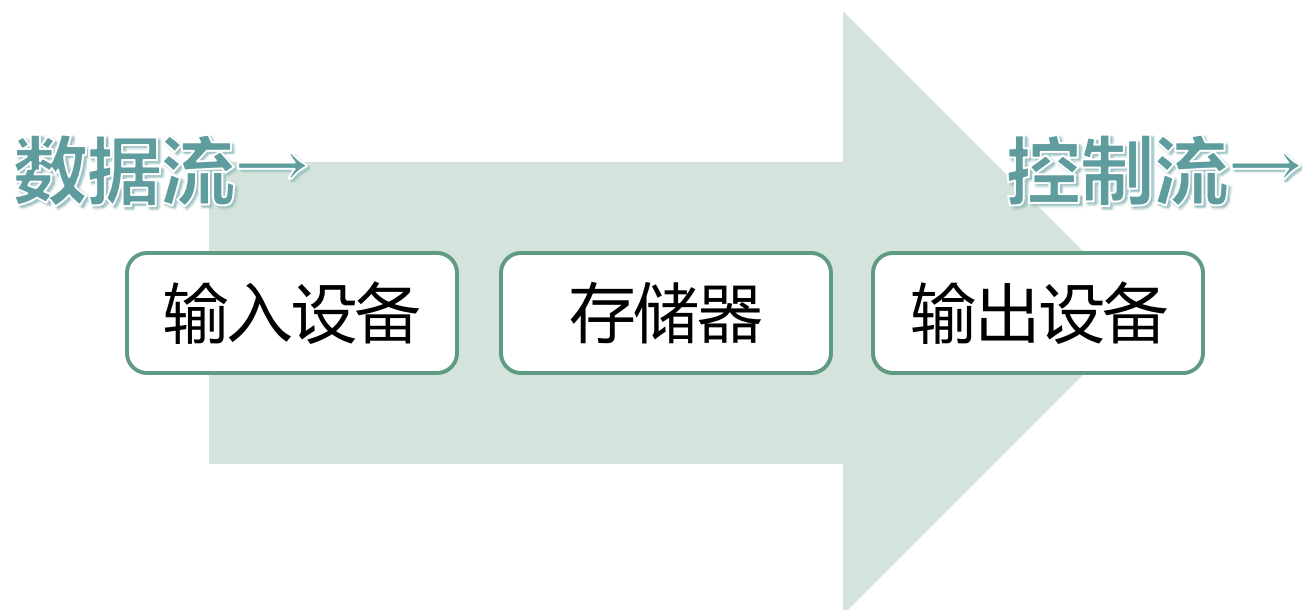 数据流→
控制流→
输入设备
存储器
输出设备